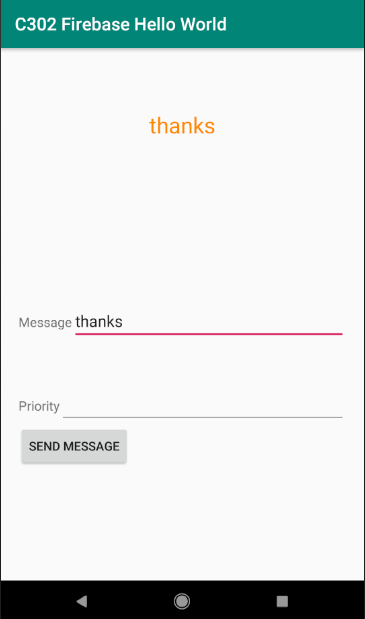 C302 Firebase Hello World
thanks
Message thanks
Priority
SEND MESSAGE